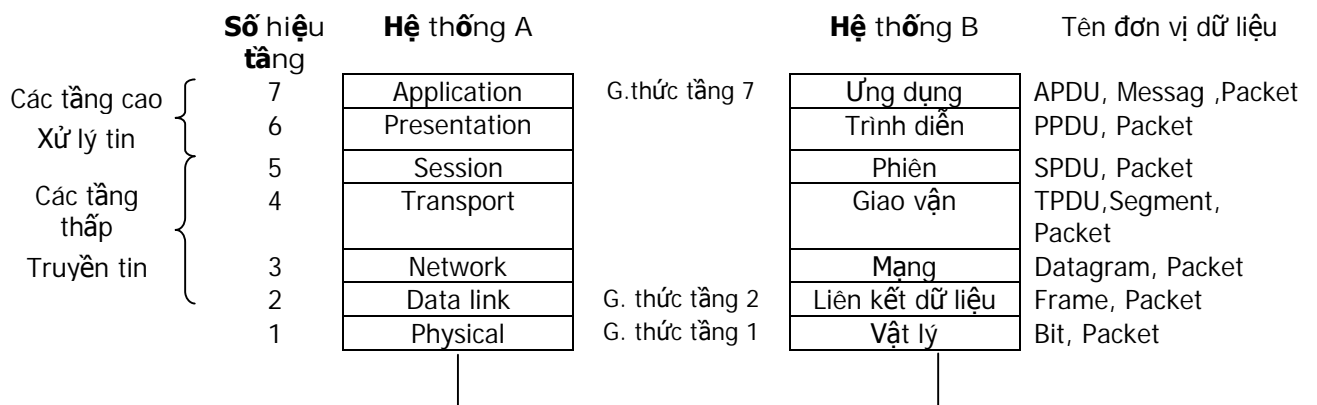 Số hiệu tầng Hệ thống A Hệ thống B Tên đơn vị dữ liệu
Các tầng cao 7 Application G.thức tầng 7 Ưng dụng APDU, Messag ,Packet
Xử lý tin 6 Presentation Trình diễn PPDU, Packet
5 Session Phiên SPDU, Packet
Các tầng thấp 4 Transport Giao vận TPDU,Segment,
Packet
Truyền tin 3 Network Mạng Datagram, Packet
2 Data link G. thức tầng 2 Liên kết dữ liệu Frame, Packet
1 Physical G. thức tầng 1 Vật lý Bit, Packet